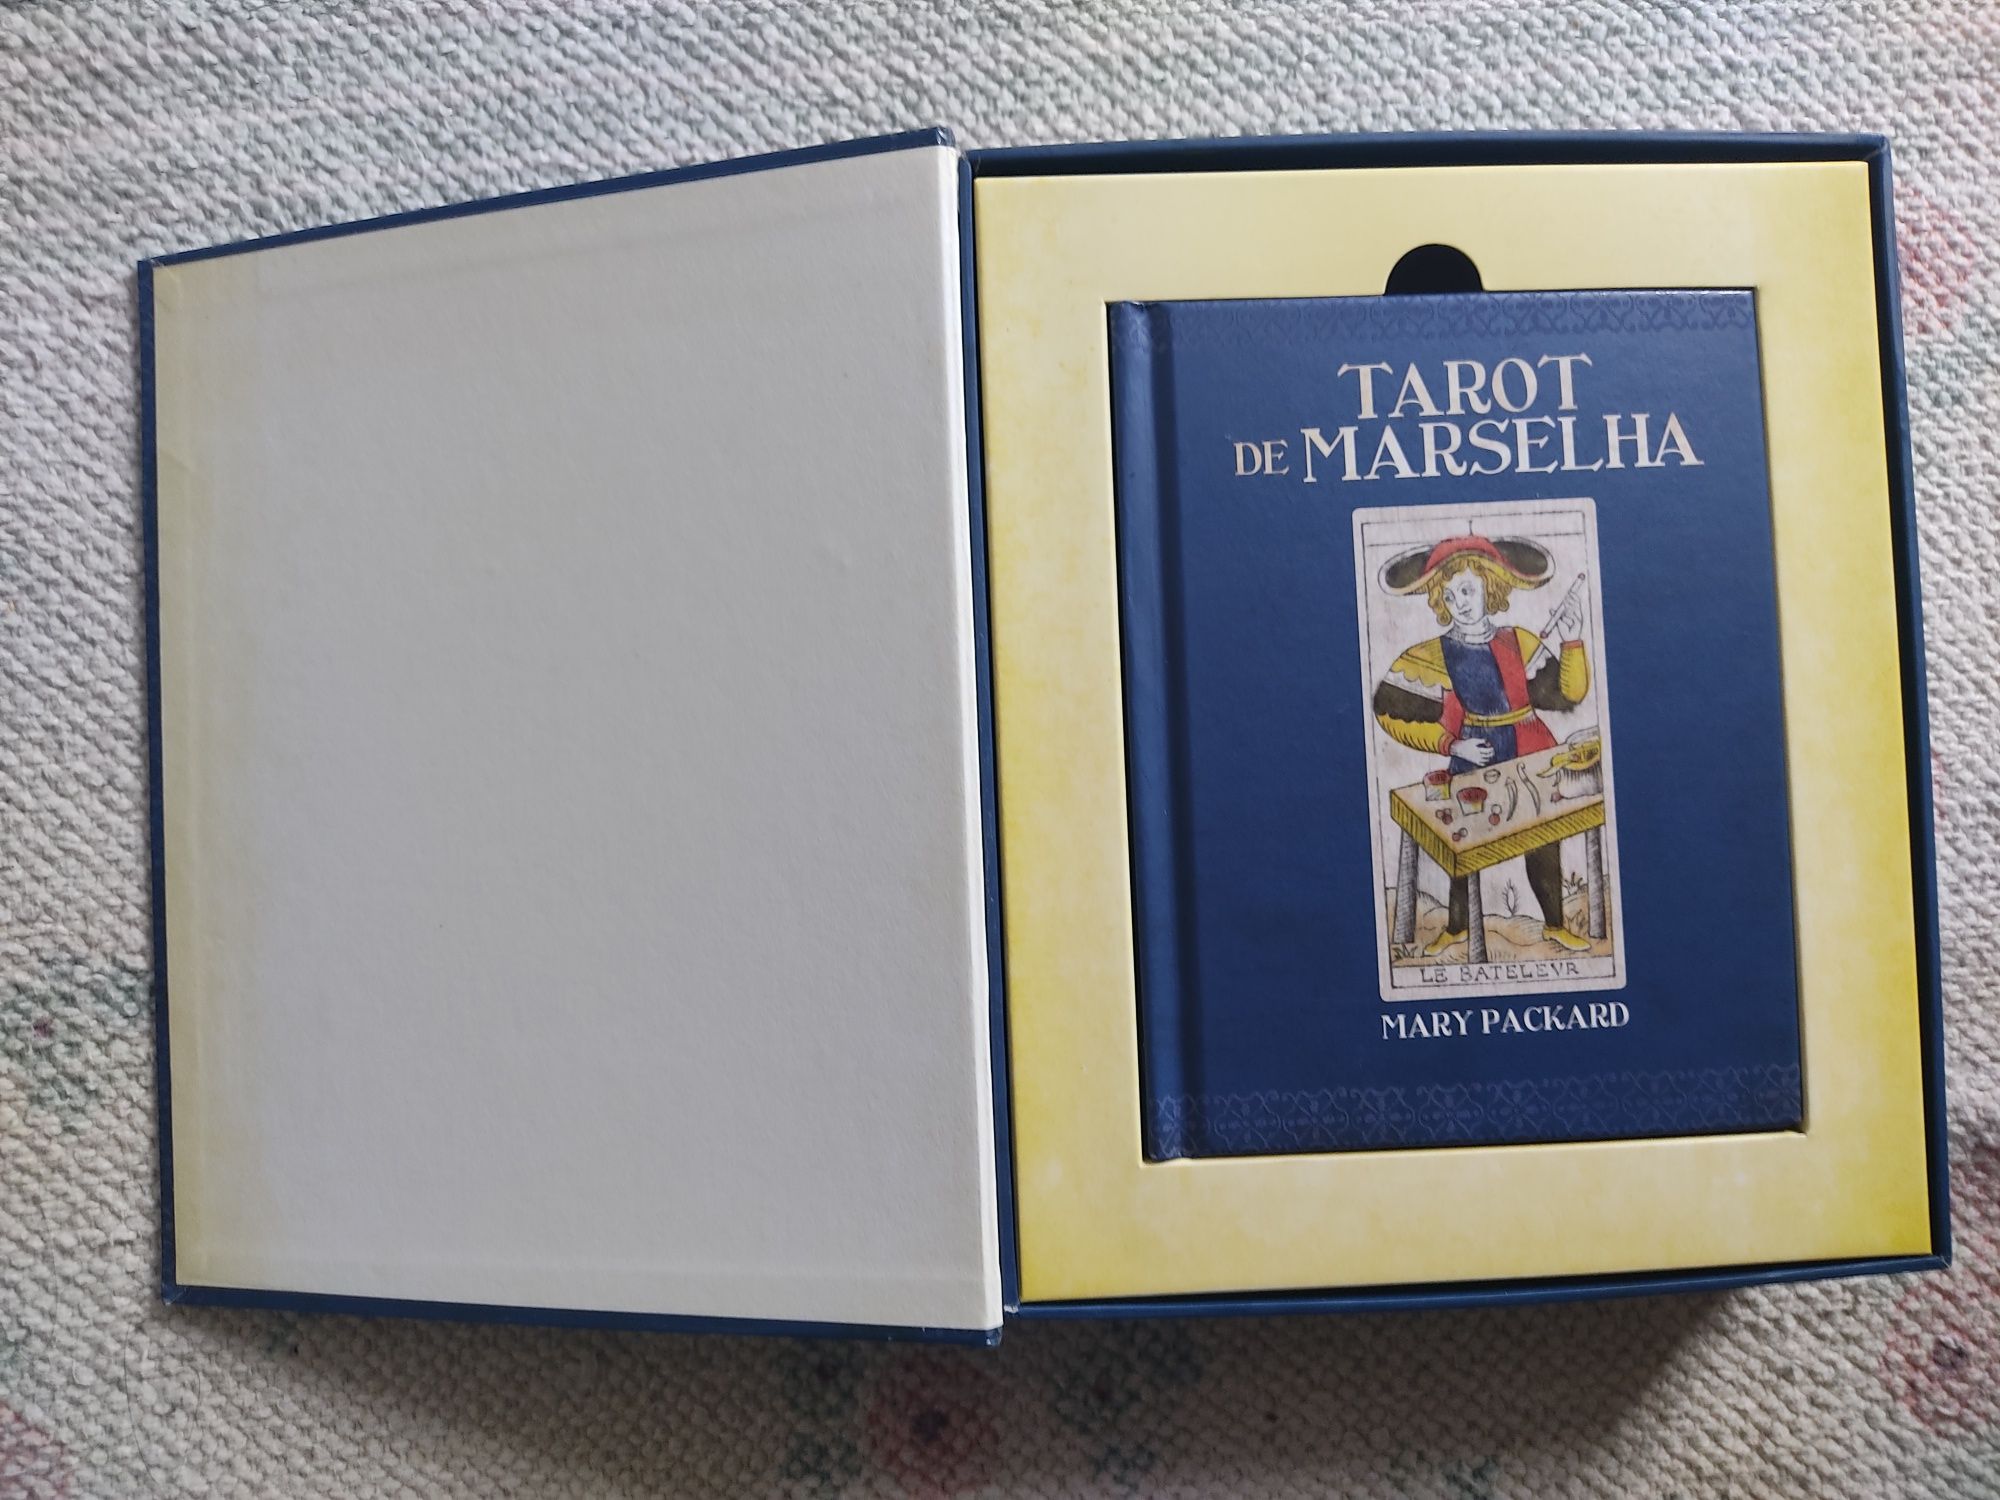 TAROT
DE MARSELHA
LE BATELEVR
MARY PACKARD